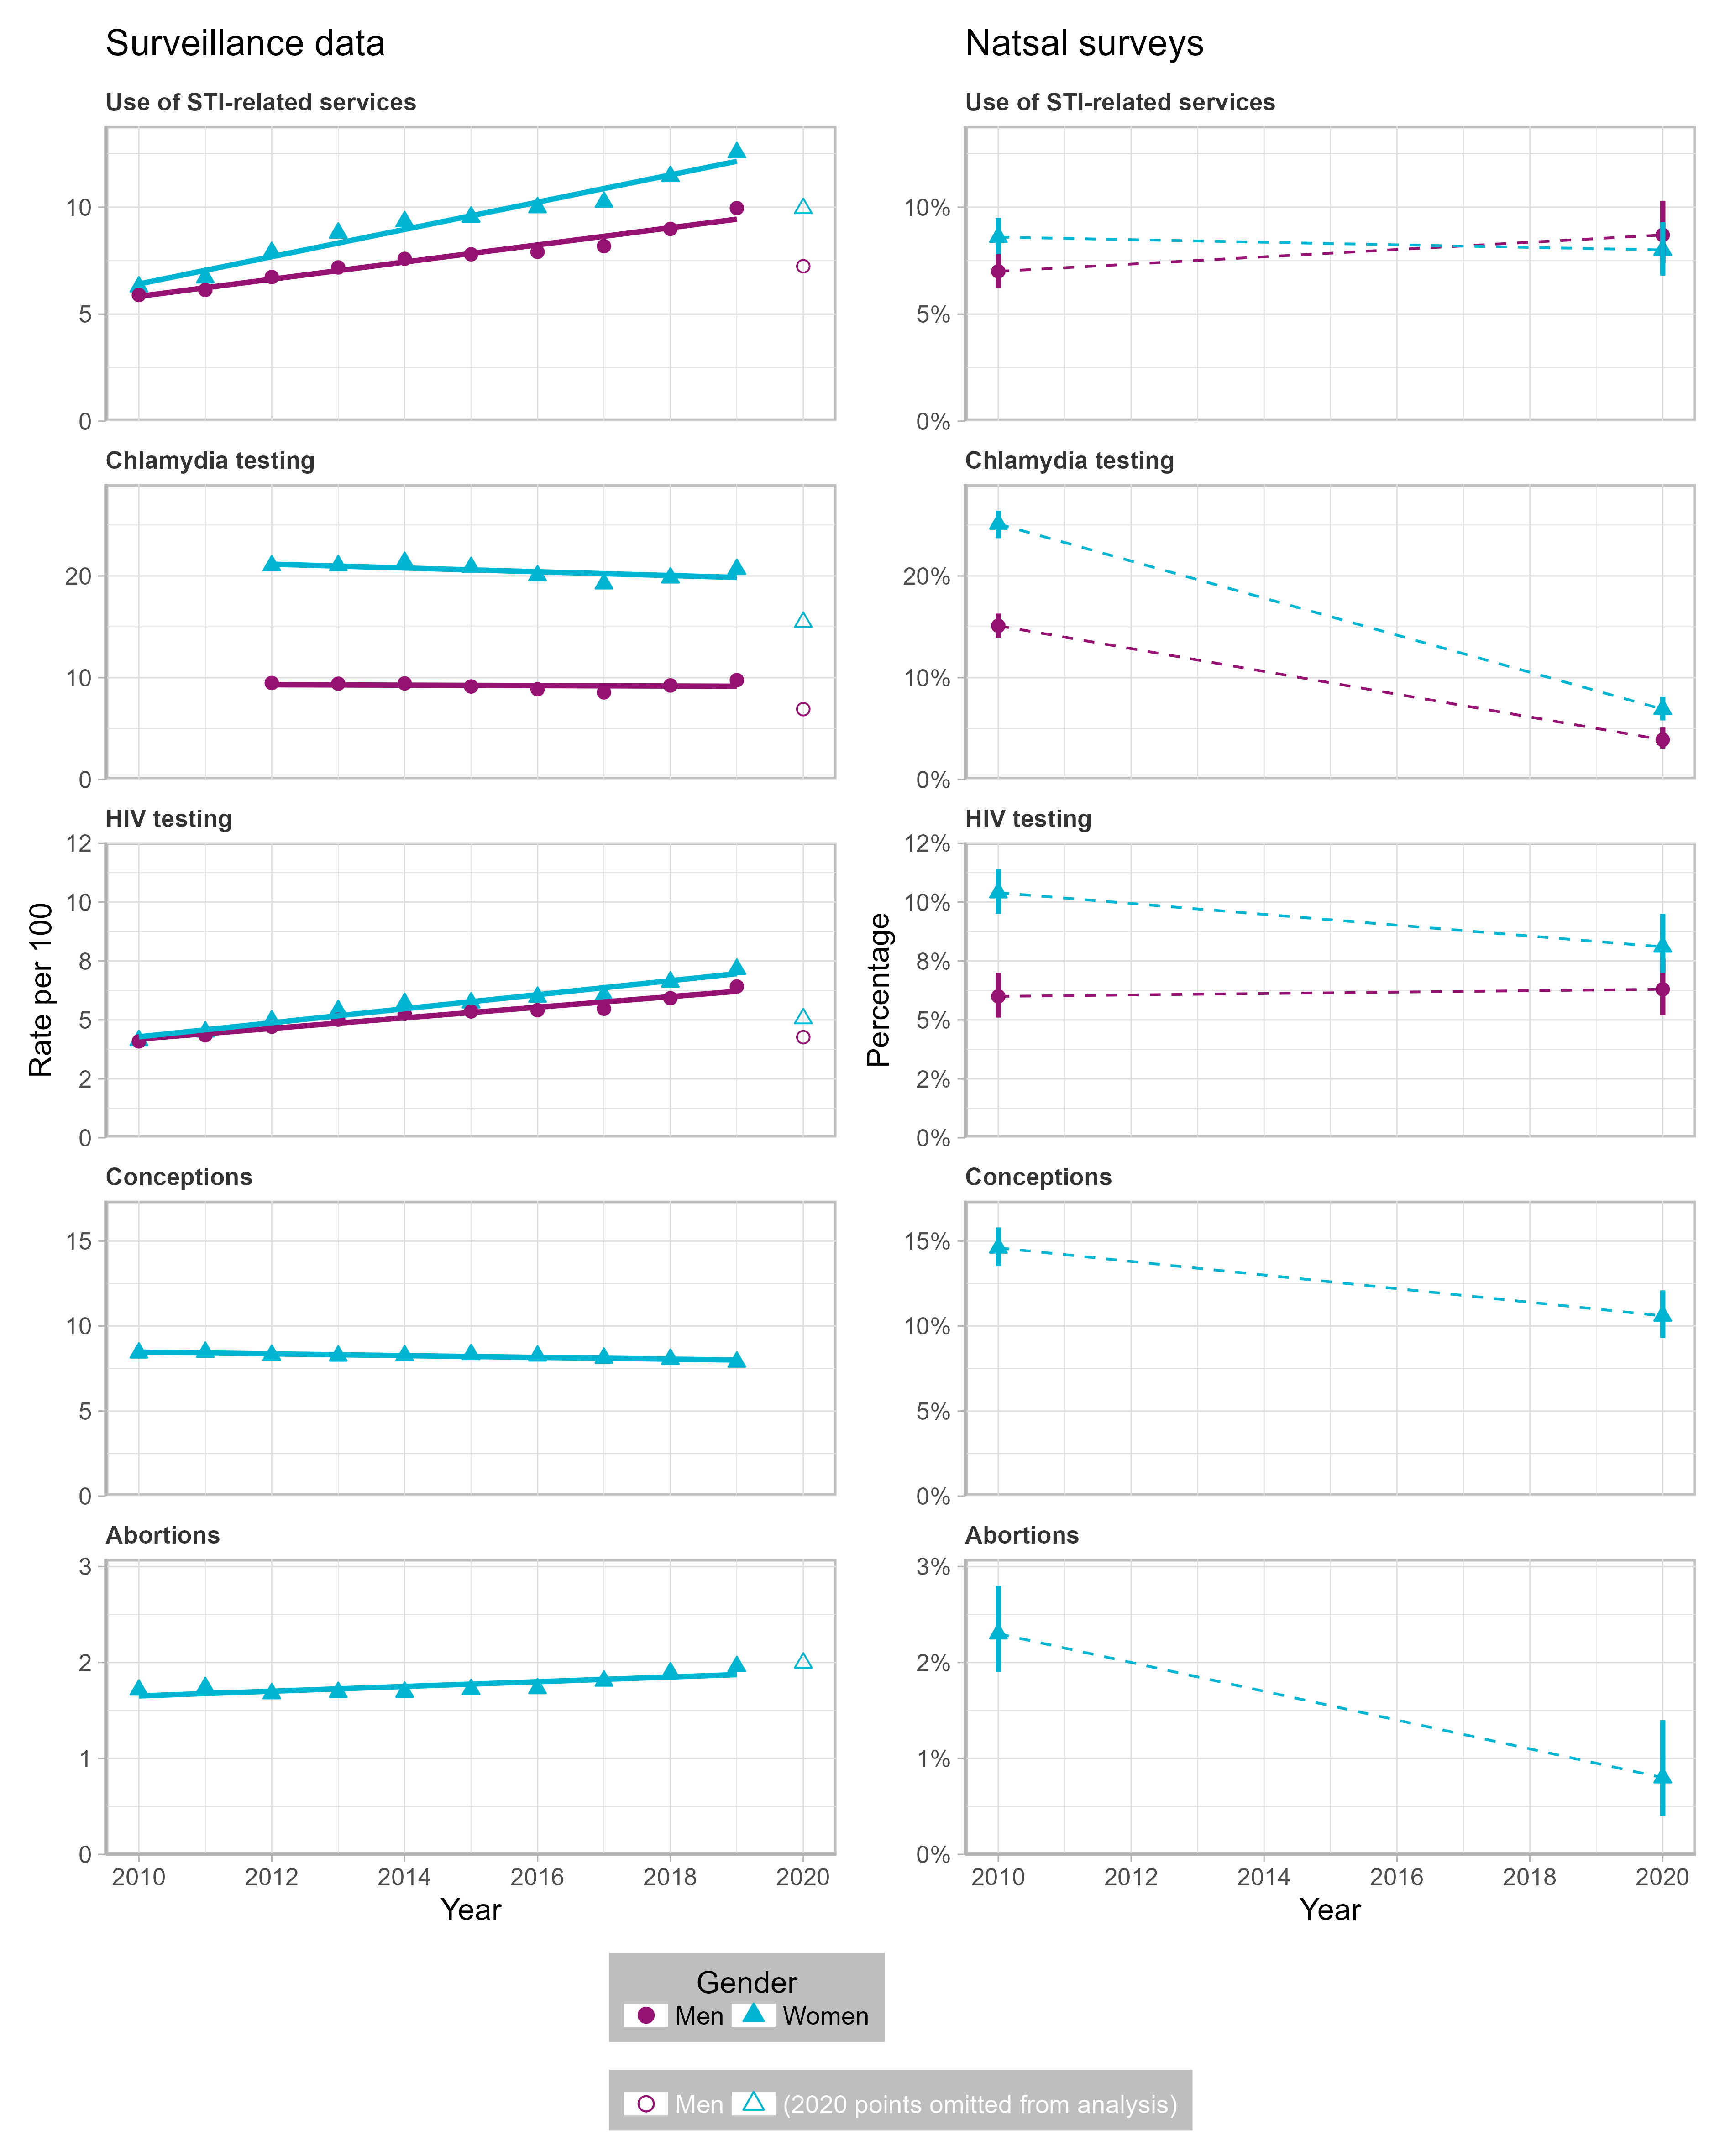 Surveillance data
Natsal surveys
Use of STI-related services
Use of STI-related services
10
5
0
10%
5%
0%
Chlamydia testing
Chlamydia testing
20
10
0
20%
10%
0%
HIV testing
HIV testing
12
10
8
5
2
0
12%
10%
8%
5%
2%
0%
Rate per 100
Percentage
Conceptions
Conceptions
15
10
5
0
15%
10%
5%
0%
Abortions
Abortions
3
2
1
0
3%
2%
1%
0%
2010 2012 2014 2016 2018 2020
2010 2012 2014 2016 2018 2020
Year
Year
Gender
Men Women
Men (2020 points omitted from analysis)